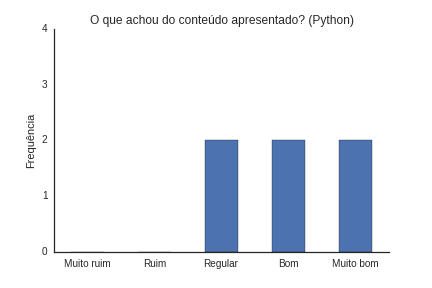 O que achou do conteúdo apresentado? (Python)
4
3
2
1
0
Frequência
Muito ruim
Ruim
Regular
Bom
Muito bom